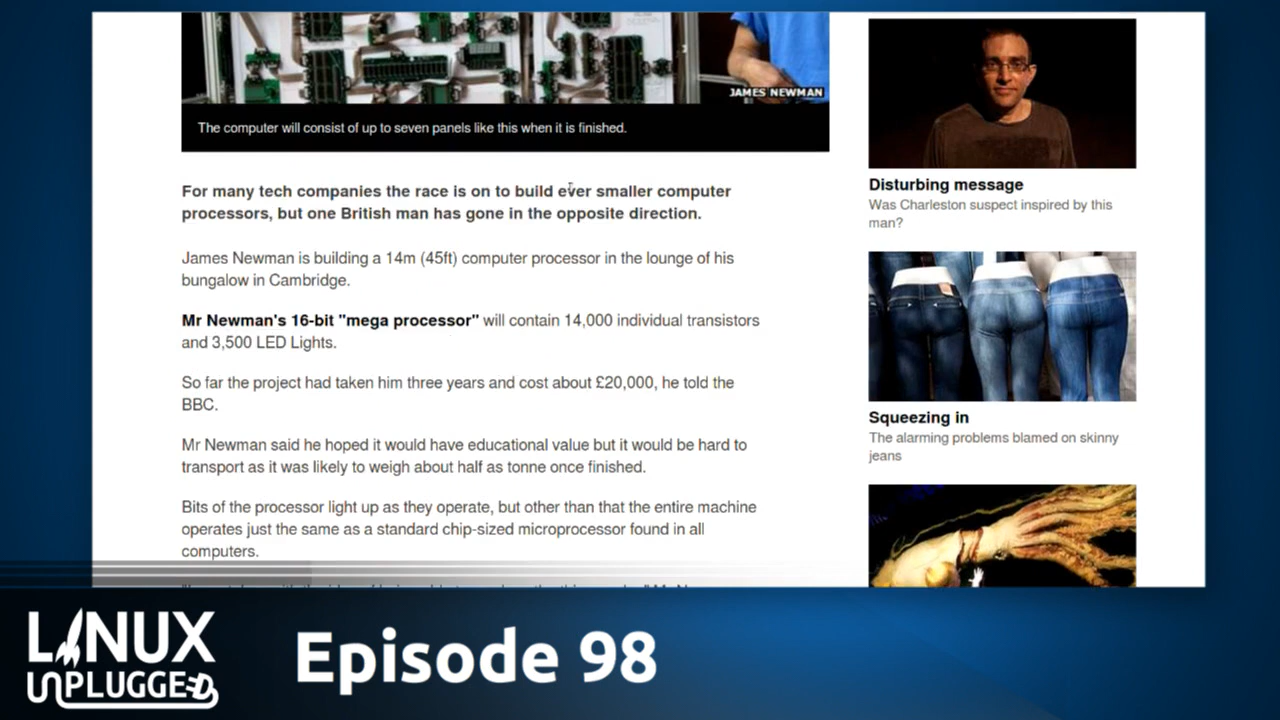 JAMES NEWMAN
The computer will consist of up to seven panels like this when it is finished.
For many tech companies the race is on to build ever smaller computer
processors, but one British man has gone in the opposite direction.
James Newman is building a 14m (45ft) computer processor in the lounge of his
bungalow in Cambridge.
Mr Newman's 16-bit "mega processor" will contain 14,000 individual transistors
and 3,500 LED Lights.
So far the project had taken him three years and cost about £20,000, he told the
BBC.
Mr Newman said he hoped it would have educational value but it would be hard to
transport as it was likely to weigh about half as tonne once finished.
Bits of the processor light up as they operate, but other than that the entire machine
operates just the same as a standard chip-sized microprocessor found in all
computers.
Disturbing message
Was Charleston suspect inspired by this
man?
Squeezing in
The alarming problems blamed on skinny
jeans
LINUX
UNPLUGGED
Episode 98